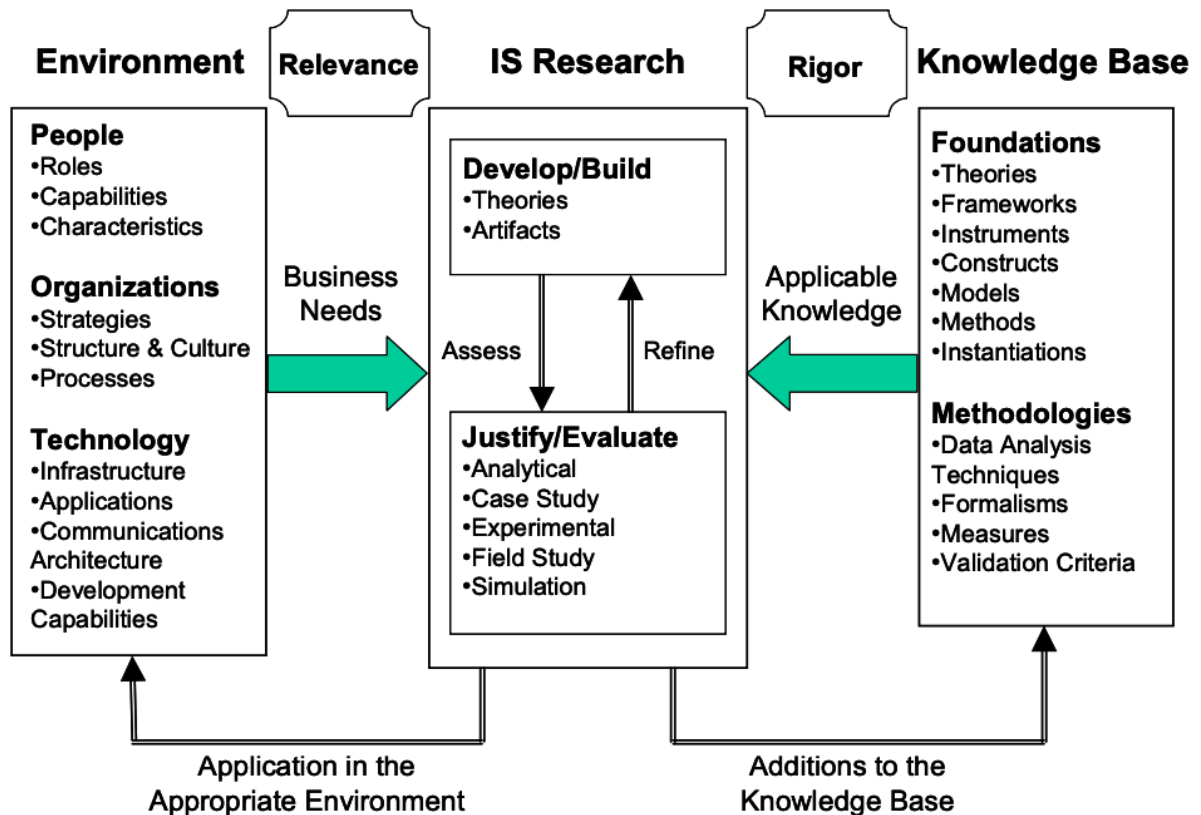 Environment
Relevance
IS Research
Rigor
Knowledge Base
People
•Roles
•Capabilities
•Characteristics
Organizations
•Strategies
•Structure & Culture
•Processes
Technology
•Infrastructure
•Applications
•Communications
Architecture
•Development
Capabilities
Business
Needs
Develop/Build
•Theories
•Artifacts
Assess
Refine
Justify/Evaluate
•Analytical
•Case Study
•Experimental
•Field Study
•Simulation
Applicable
Knowledge
Foundations
•Theories
•Frameworks
•Instruments
•Constructs
•Models
•Methods
•Instantiations
Methodologies
•Data Analysis
Techniques
•Formalisms
•Measures
•Validation Criteria
Application in the
Appropriate Environment
Additions to the
Knowledge Base